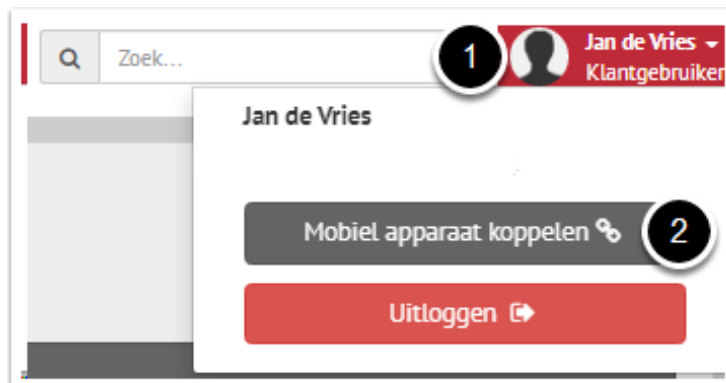 Zoek...
1
Jan de Vries
Klantgebruiker
Jan de Vries
Mobiel apparaat koppelen
2
Uitloggen